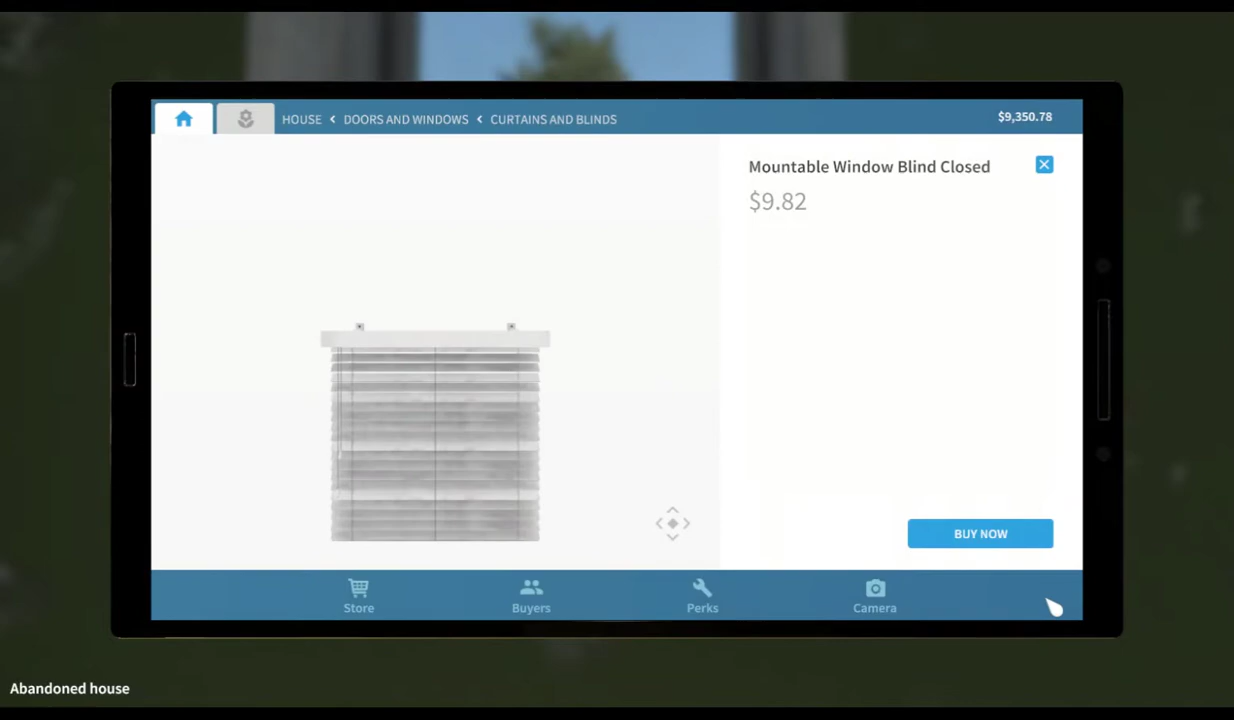 HOUSE < DOORS AND WINDOWS < CURTAINS AND BLINDS
$9,350.78
Mountable Window Blind Closed
$9.82
BUY NOW
Store
Buyers
Perks
Camera
Abandoned house